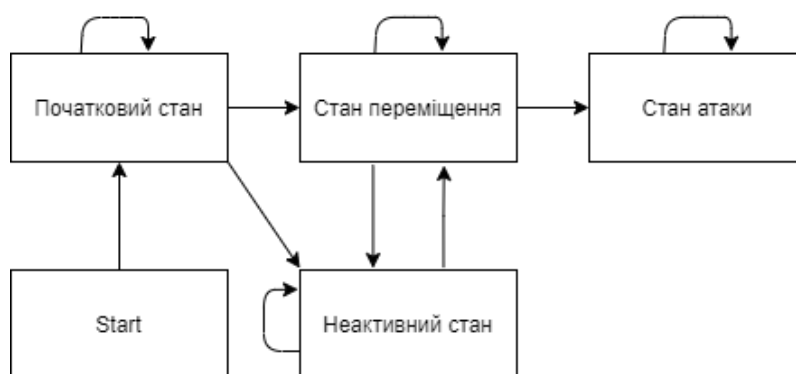 Початковий стан
Стан переміщення
Стан атаки
Start
Неактивний стан